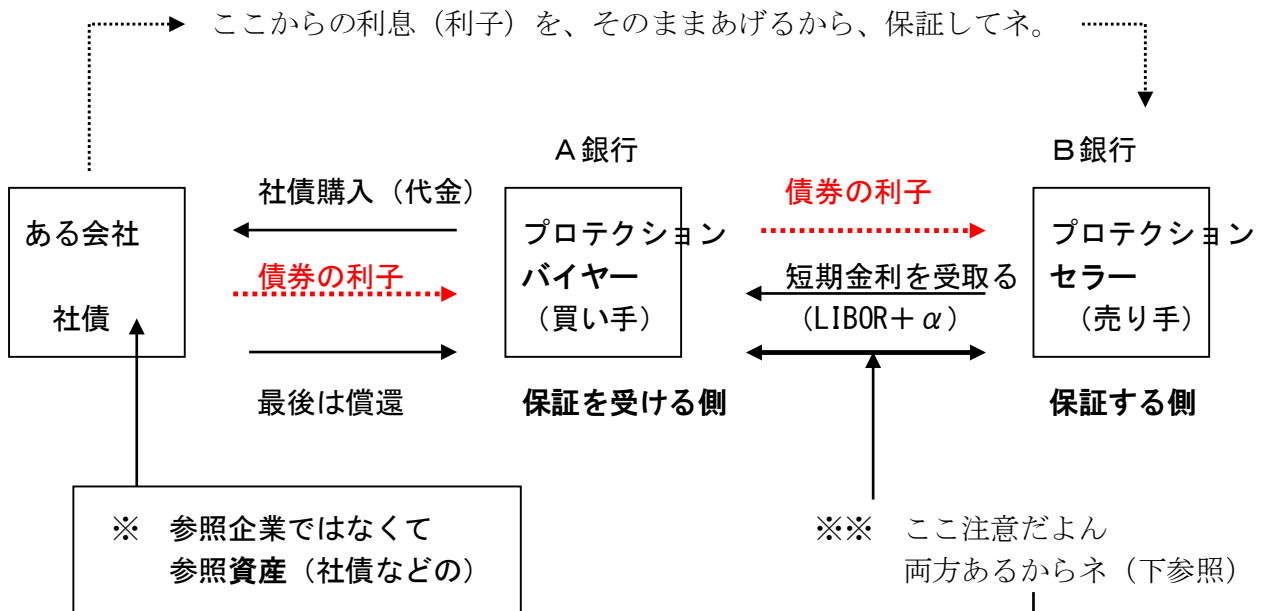 ここからの利息（利子）を、そのままあげるから、保証してネ。
A銀行
B銀行
社債購入（代金）
債券の利子
ある会社
プロテクション
プロテクション
債券の利子
バイヤー
短期金利を受取る
セラー
社債
（買い手）
（LIBOR＋α）
（売り手）
最後は償還
保証を受ける側
保証する側
※　参照企業ではなくて
参照資産（社債などの）
※※　ここ注意だよん
両方あるからネ（下参照）